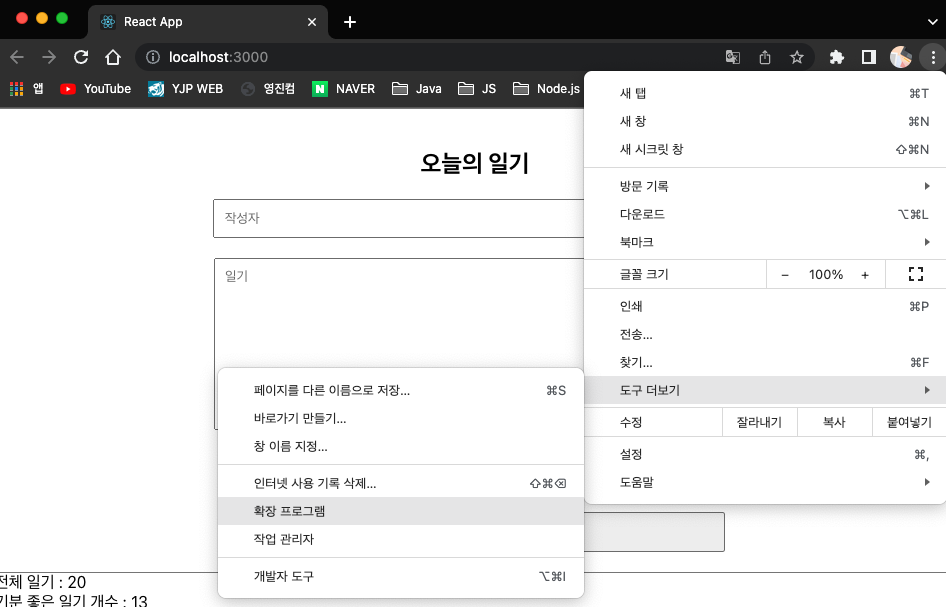 React App
localhost:3000
앱
YouTube
YJP WEB
영진컴
NAVER
Java
JS
Node.js
새 탭 ⌘T
새 창 ⌘N
새 시크릿 창 ⇧⌘N
방문 기록
다운로드 ⌥⌘L
북마크
글꼴 크기 − 100% +
인쇄 ⌘P
전송...
찾기... ⌘F
도구 더보기
수정 잘라내기 복사 붙여넣기
설정 ⌘,
도움말
오늘의 일기
작성자
일기
페이지를 다른 이름으로 저장... ⌘S
바로가기 만들기...
창 이름 지정...
인터넷 사용 기록 삭제... ⇧⌘⌫
확장 프로그램
작업 관리자
개발자 도구 ⌥⌘I
전체 일기 : 20
기분 좋은 일기 개수 : 13